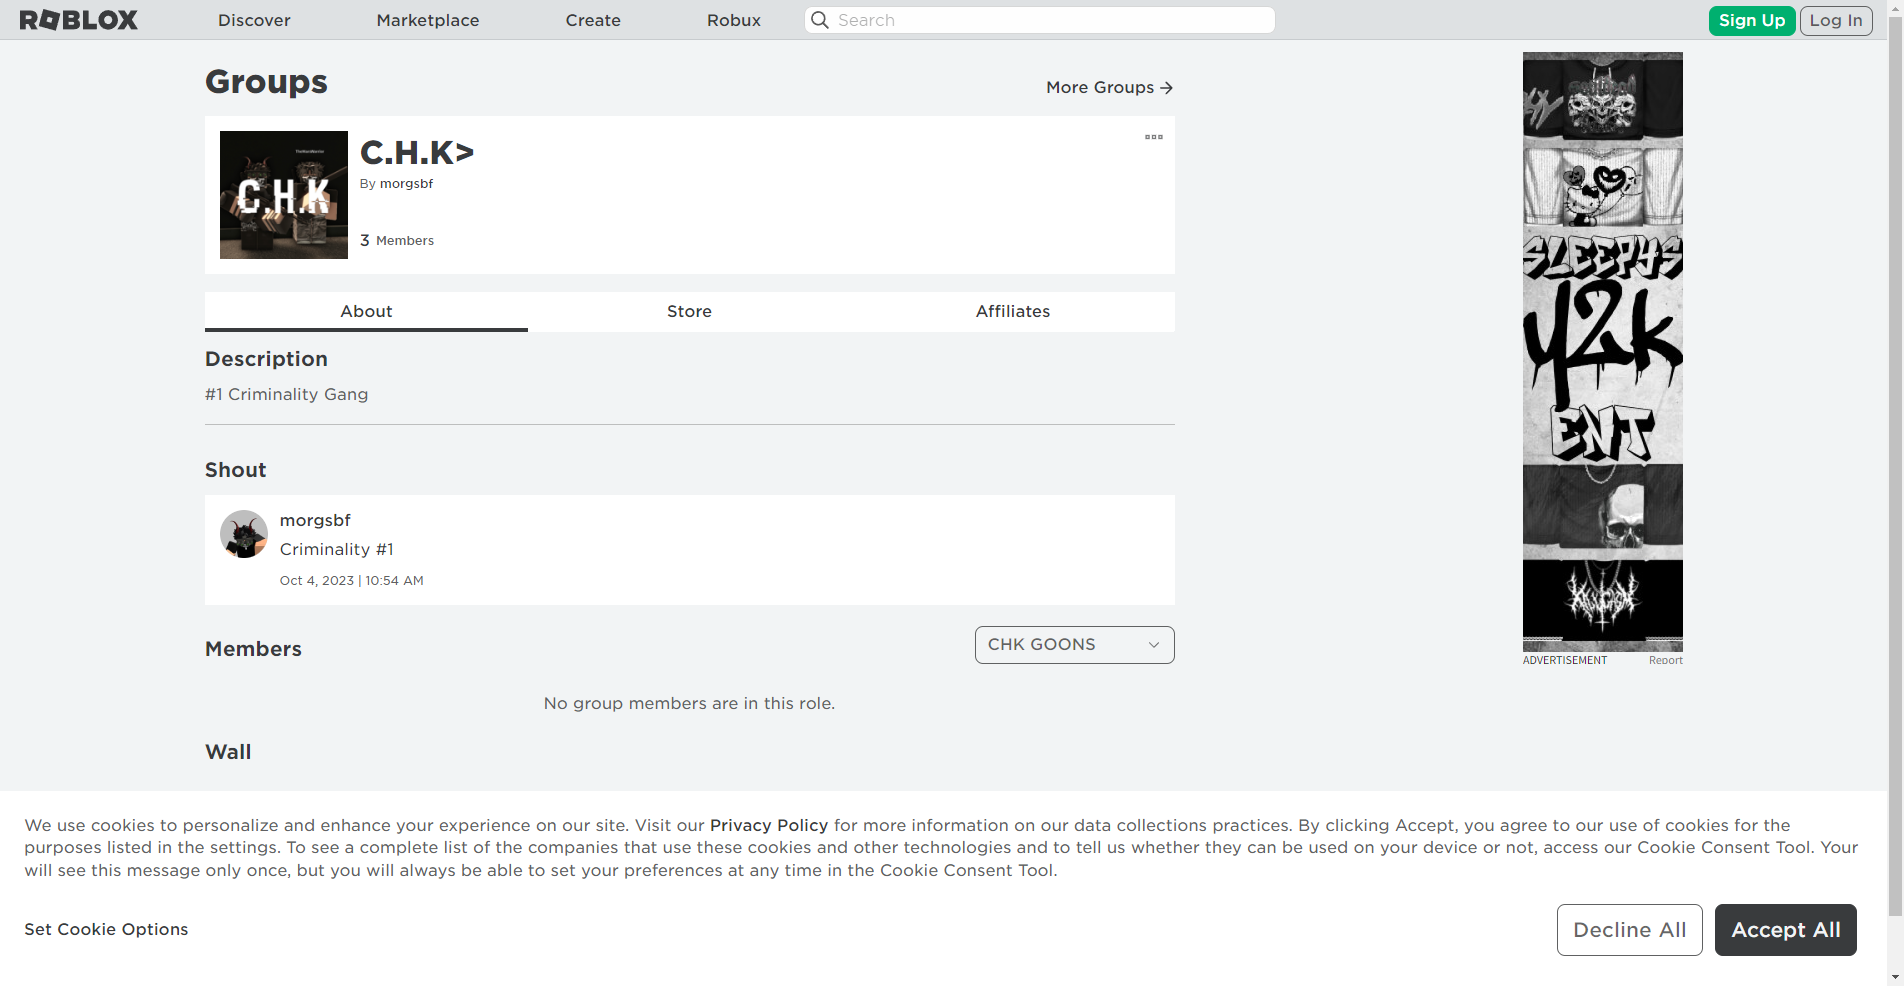 ROBLOX
Discover
Marketplace
Create
Robux
Search
Sign Up
Log In
Groups
More Groups →
C.H.K
C.H.K>
By morgsbf
3 Members
About
Store
Affiliates
Description
#1 Criminality Gang
Shout
morgsbf
Criminality #1
Oct 4, 2023 | 10:54 AM
Members
CHK GOONS
No group members are in this role.
Wall
SLEEPYS
Y2K
ENT
ADVERTISEMENT
Report
We use cookies to personalize and enhance your experience on our site. Visit our Privacy Policy for more information on our data collections practices. By clicking Accept, you agree to our use of cookies for the
purposes listed in the settings. To see a complete list of the companies that use these cookies and other technologies and to tell us whether they can be used on your device or not, access our Cookie Consent Tool. Your
will see this message only once, but you will always be able to set your preferences at any time in the Cookie Consent Tool.
Set Cookie Options
Decline All
Accept All